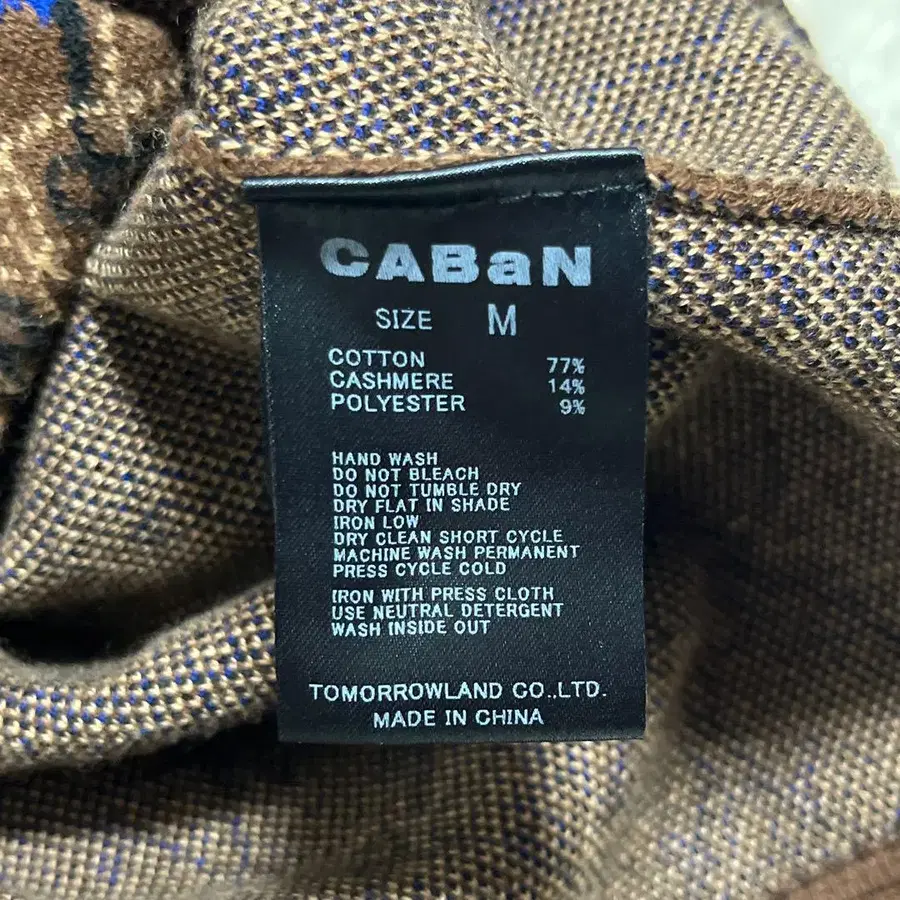 CABaN
SIZE M
COTTON 77%
CASHMERE 14%
POLYESTER 9%
HAND WASH
DO NOT BLEACH
DO NOT TUMBLE DRY
DRY FLAT IN SHADE
IRON LOW
DRY CLEAN SHORT CYCLE
MACHINE WASH PERMANENT
PRESS CYCLE COLD
IRON WITH PRESS CLOTH
USE NEUTRAL DETERGENT
WASH INSIDE OUT
TOMORROWLAND CO.,LTD.
MADE IN CHINA